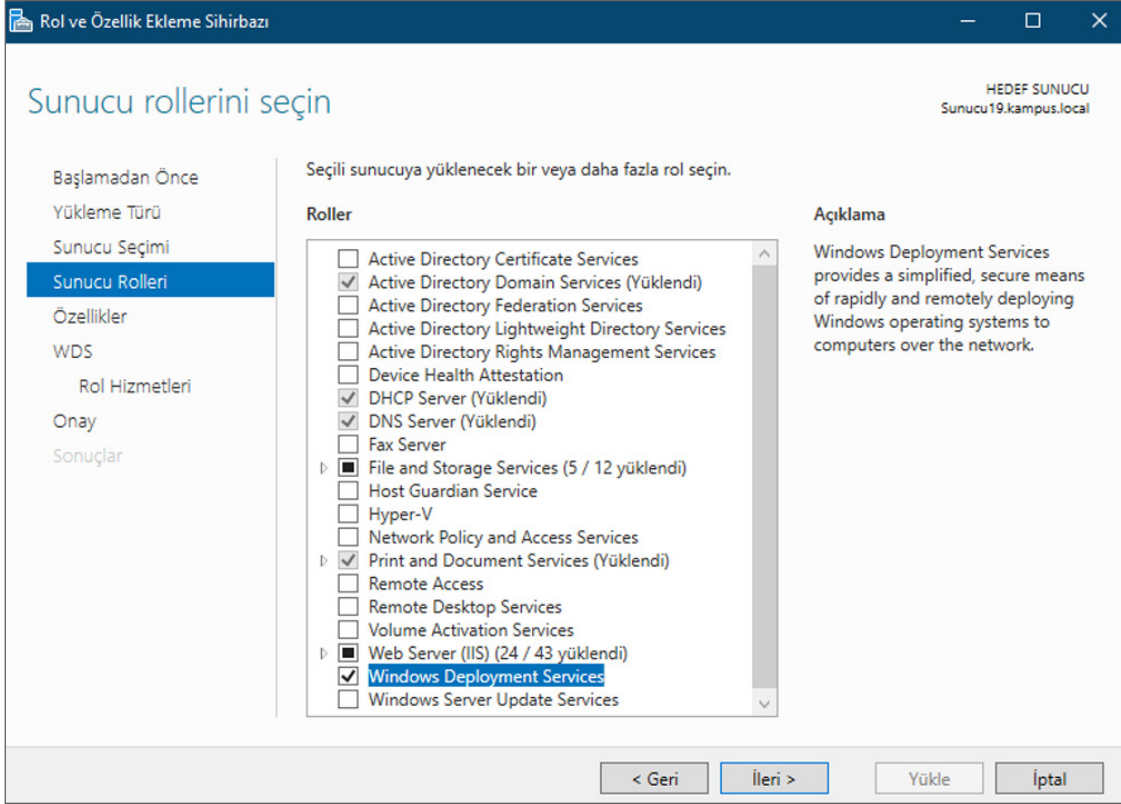 Rol ve Özellik Ekleme Sihirbazı
Sunucu rollerini seçin
HEDEF SUNUCU
Sunucu19.kampus.local
Başlamadan Önce
Yükleme Türü
Sunucu Seçimi
Sunucu Rolleri
Özellikler
WDS
Rol Hizmetleri
Onay
Sonuçlar
Seçili sunucuya yüklenecek bir veya daha fazla rol seçin.
Roller
Active Directory Certificate Services
Active Directory Domain Services (Yüklendi)
Active Directory Federation Services
Active Directory Lightweight Directory Services
Active Directory Rights Management Services
Device Health Attestation
DHCP Server (Yüklendi)
DNS Server (Yüklendi)
Fax Server
File and Storage Services (5 / 12 yüklendi)
Host Guardian Service
Hyper-V
Network Policy and Access Services
Print and Document Services (Yüklendi)
Remote Access
Remote Desktop Services
Volume Activation Services
Web Server (IIS) (24 / 43 yüklendi)
Windows Deployment Services
Windows Server Update Services
Açıklama
Windows Deployment Services
provides a simplified, secure means
of rapidly and remotely deploying
Windows operating systems to
computers over the network.
< Geri
İleri >
Yükle
İptal